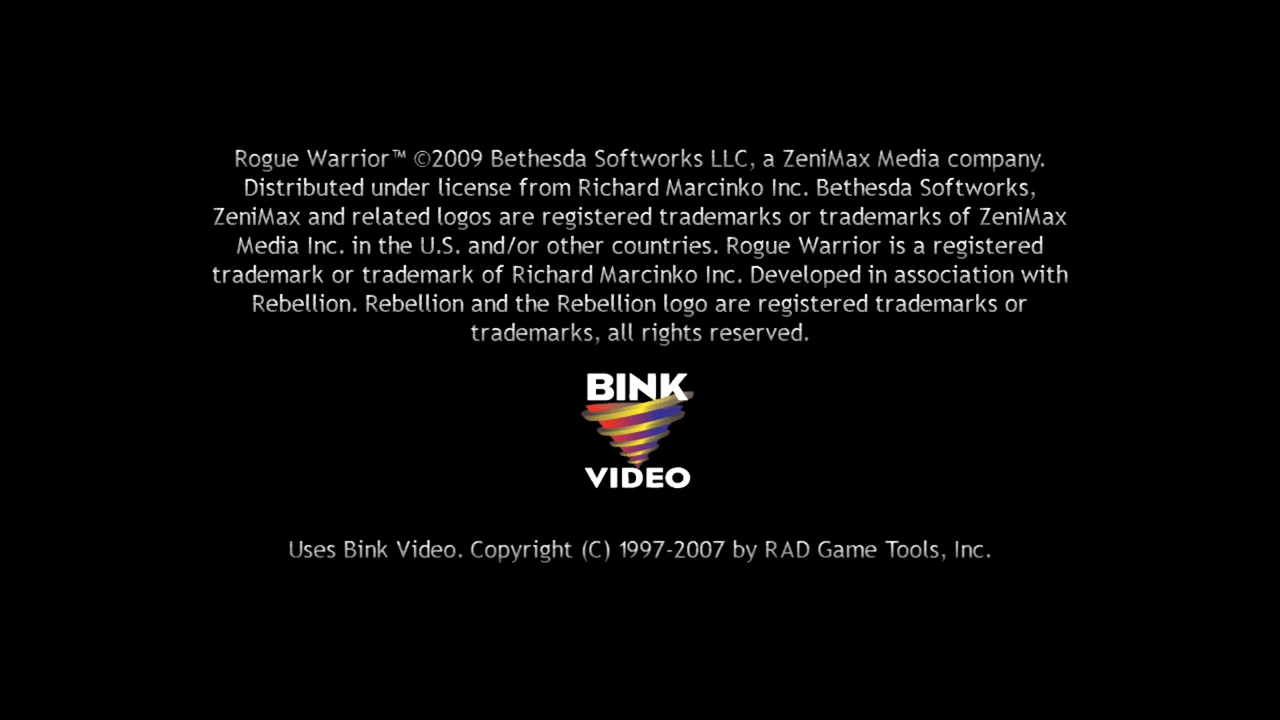 Rogue Warrior™ ©2009 Bethesda Softworks LLC, a ZeniMax Media company.
Distributed under license from Richard Marcinko Inc. Bethesda Softworks,
ZeniMax and related logos are registered trademarks or trademarks of ZeniMax
Media Inc. in the U.S. and/or other countries. Rogue Warrior is a registered
trademark or trademark of Richard Marcinko Inc. Developed in association with
Rebellion. Rebellion and the Rebellion logo are registered trademarks or
trademarks, all rights reserved.
BINK
VIDEO
Uses Bink Video. Copyright (C) 1997-2007 by RAD Game Tools, Inc.